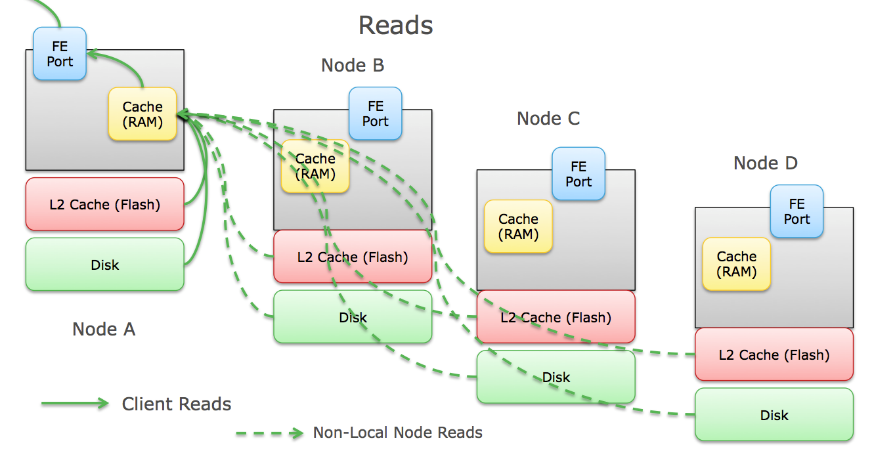 Reads
FE
Port
Cache
(RAM)
L2 Cache (Flash)
Disk
Node A
Node B
FE
Port
Cache
(RAM)
L2 Cache (Flash)
Disk
Node C
FE
Port
Cache
(RAM)
L2 Cache (Flash)
Disk
Node D
FE
Port
Cache
(RAM)
L2 Cache (Flash)
Disk
Client Reads
Non-Local Node Reads